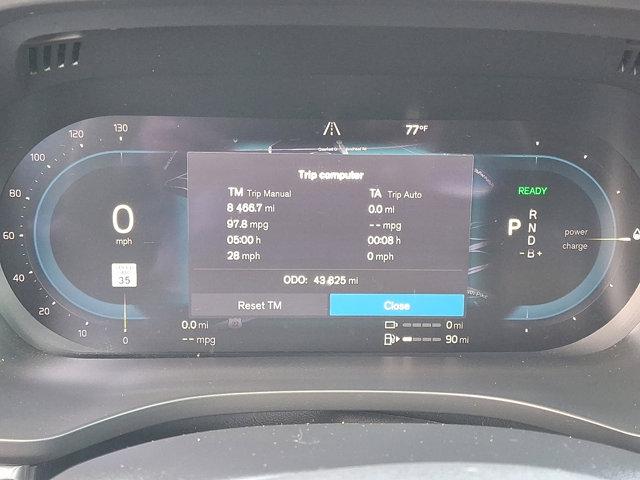 77°F
120 130
100
80
60
40
20
10
0
0
mph
SPEED
LIMIT
35
Trip computer
TM Trip Manual TA Trip Auto
8 466.7 mi 0.0 mi
97.8 mpg -- mpg
05:00 h 00:08 h
28 mph 0 mph
ODO: 43 825 mi
Reset TM Close
READY
P
R
N
D
-B+
power
charge
0.0 mi 0 mi
-- mpg 90 mi